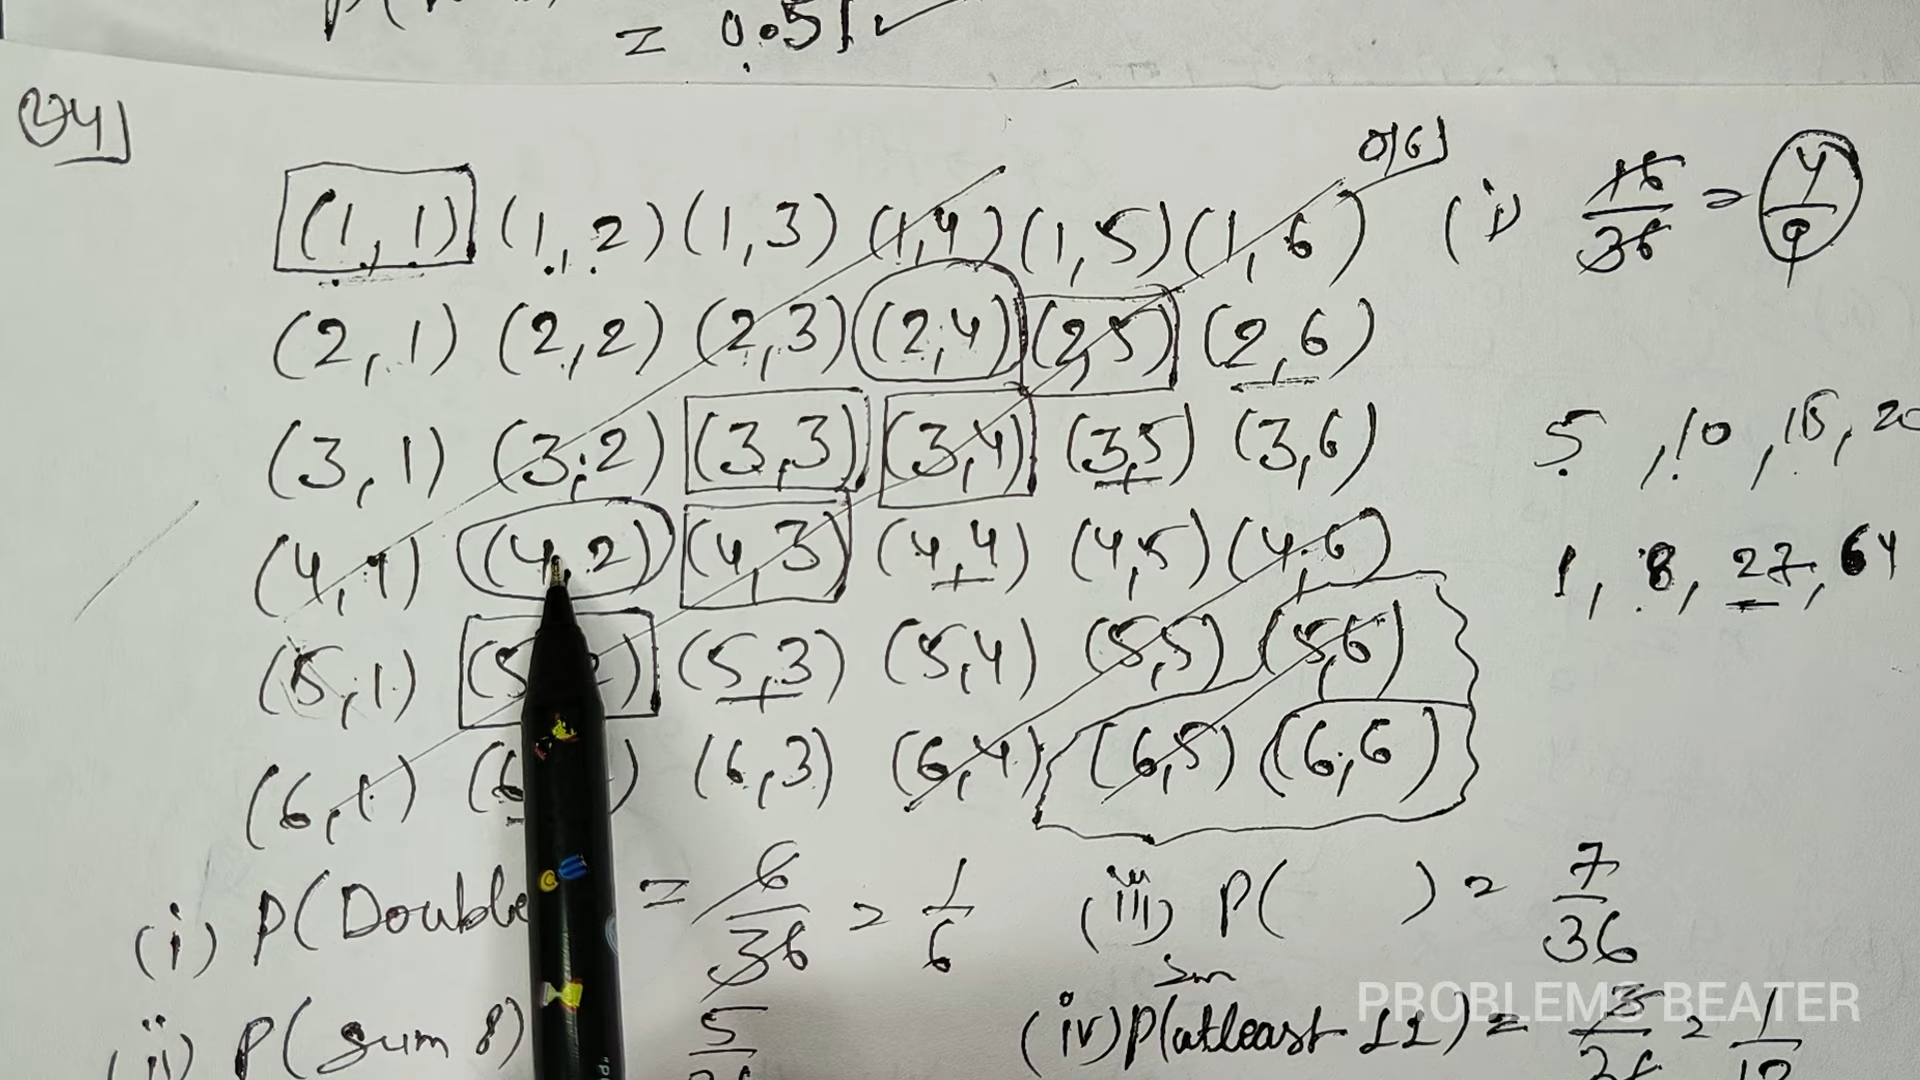 = 0.51
Q4]
0/6]
(1,1) (1,2) (1,3) (1,4) (1,5) (1,6) (i) 16/36 = 4/9
(2,1) (2,2) (2,3) (2,4) (2,5) (2,6)
(3,1) (3,2) (3,3) (3,4) (3,5) (3,6) 5, 10, 15, 20
(4,1) (4,2) (4,3) (4,4) (4,5) (4,6) 1, 8, 27, 64
(5,1) (5,3) (5,4) (5,5) (5,6)
(6,1) (6,3) (6,4) (6,5) (6,6)
(i) P(Double = 6/36 = 1/6 (iii) P( ) = 7/36
(ii) P(sum 8) 5 (iv) P(atleast 11) = 3/36 = 1/12
PROBLEMS BEATER